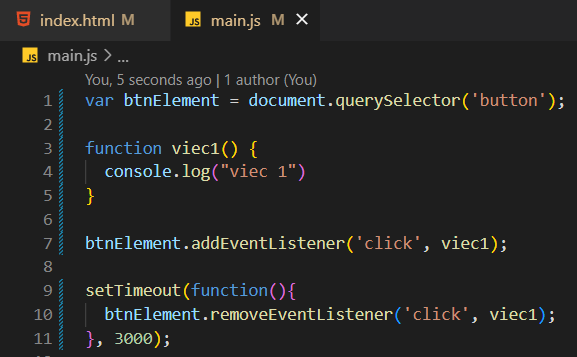 index.html M JS main.js M ×
JS main.js > ...
You, 5 seconds ago | 1 author (You)
1 var btnElement = document.querySelector('button');
2
3 function viec1() {
4   console.log("viec 1")
5 }
6
7 btnElement.addEventListener('click', viec1);
8
9 setTimeout(function(){
10   btnElement.removeEventListener('click', viec1);
11 }, 3000);